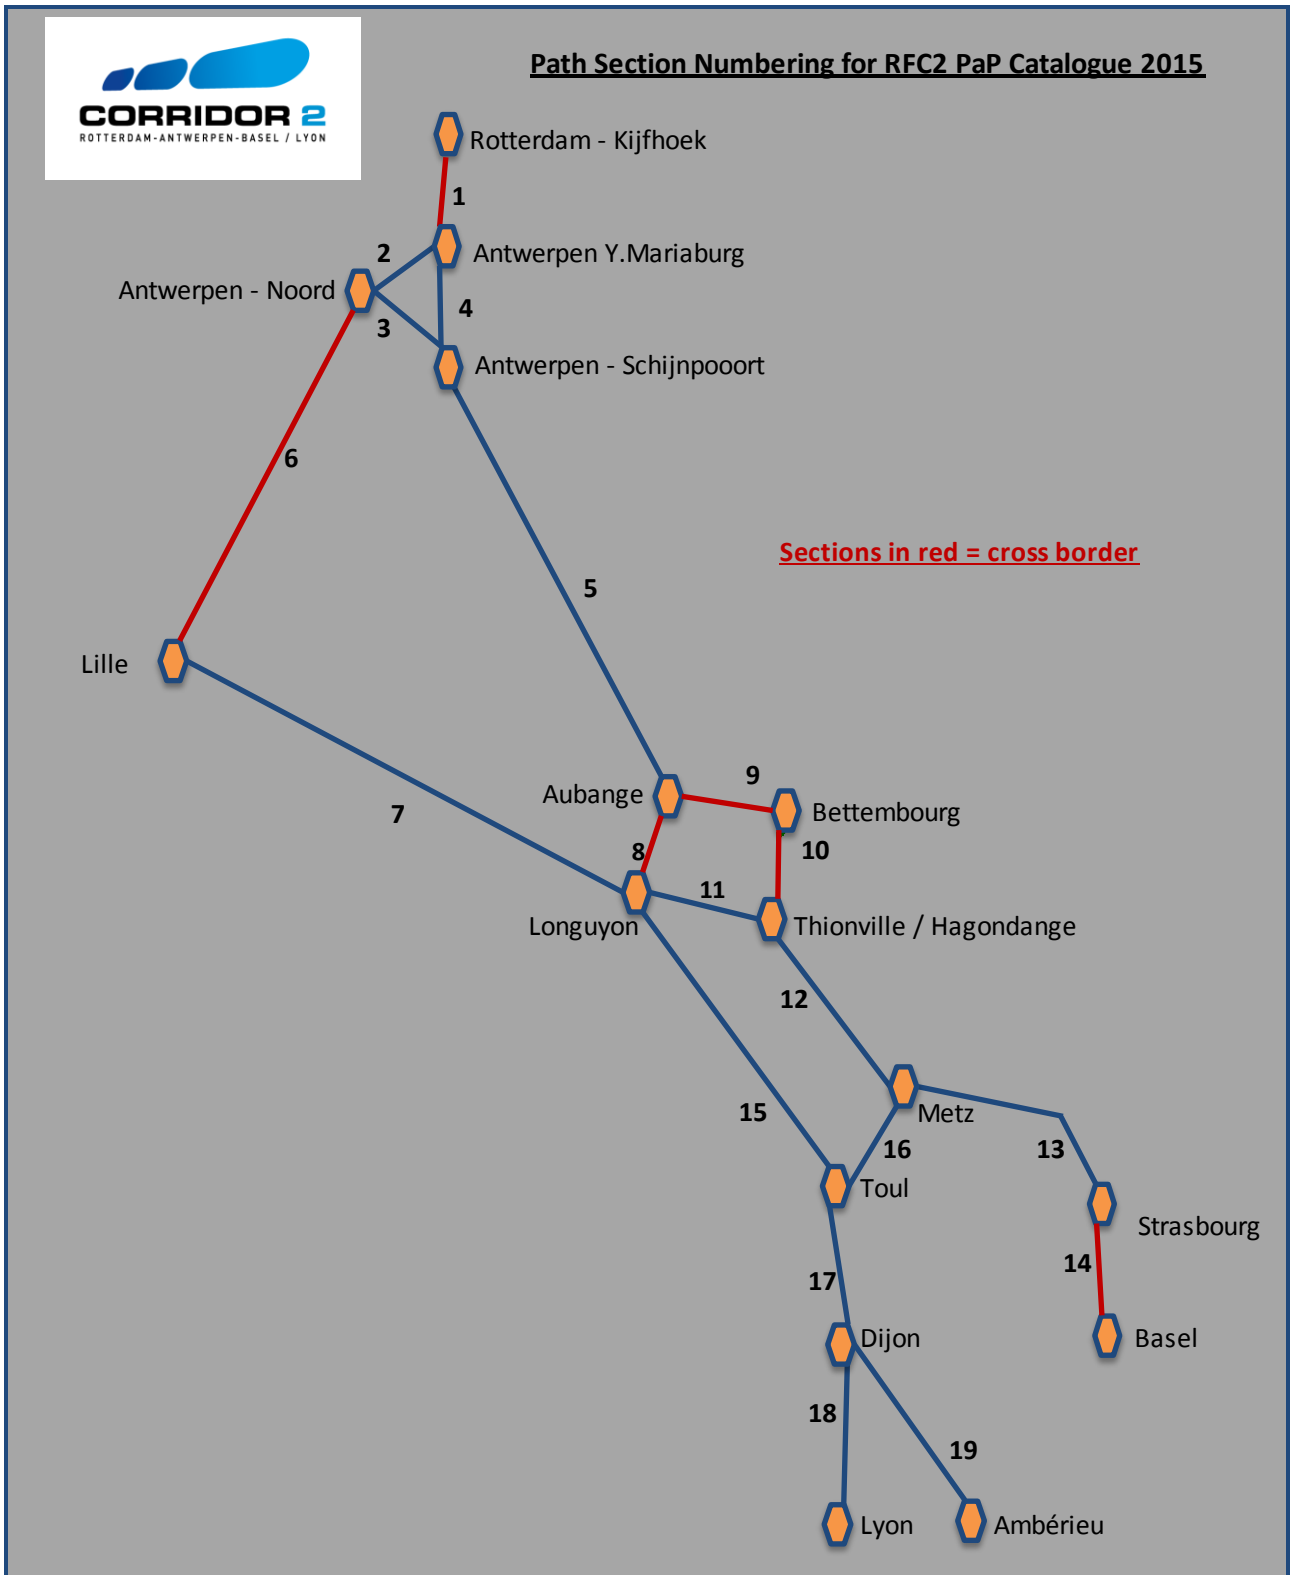 CORRIDOR 2
ROTTERDAM-ANTWERPEN-BASEL / LYON
Path Section Numbering for RFC2 PaP Catalogue 2015
Rotterdam - Kijfhoek
1
2
Antwerpen Y.Mariaburg
Antwerpen - Noord
4
3
Antwerpen - Schijnpooort
6
Sections in red = cross border
5
Lille
9
Aubange
7
Bettembourg
8
10
11
Longuyon
Thionville / Hagondange
12
15
Metz
16
13
Toul
Strasbourg
17
14
Dijon
Basel
18
19
Lyon
Ambérieu